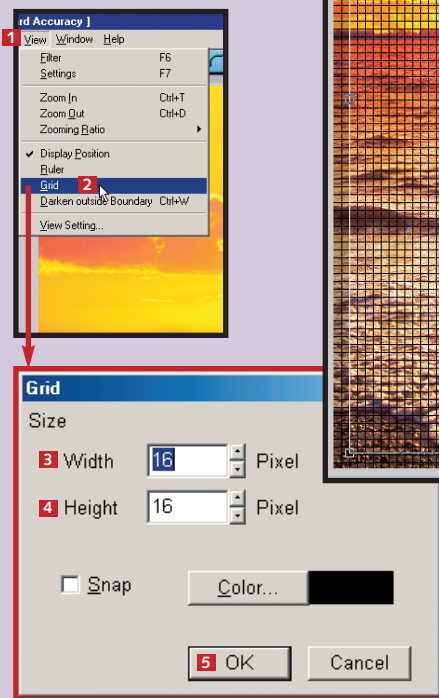 rd Accuracy ]
1 View Window Help
Filter F6
Settings F7
Zoom In Ctrl+T
Zoom Out Ctrl+D
Zooming Ratio
Display Position
Ruler
Grid 2
Darken outside Boundary Ctrl+W
View Setting...
Grid
Size
3 Width 16 Pixel
4 Height 16 Pixel
Snap Color...
5 OK Cancel